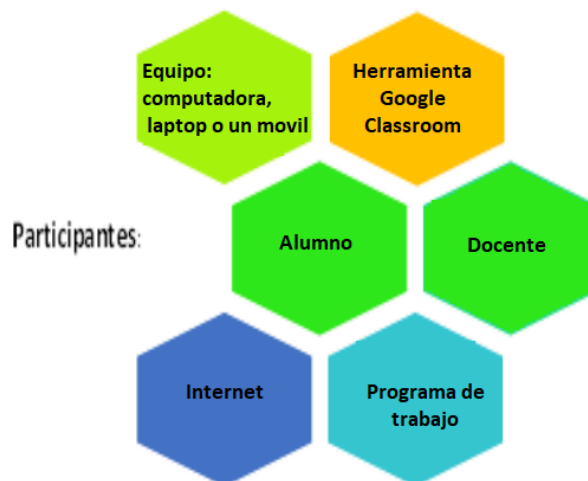 Equipo:
computadora,
laptop o un movil
Herramienta
Google
Classroom
Participantes:
Alumno
Docente
Internet
Programa de
trabajo